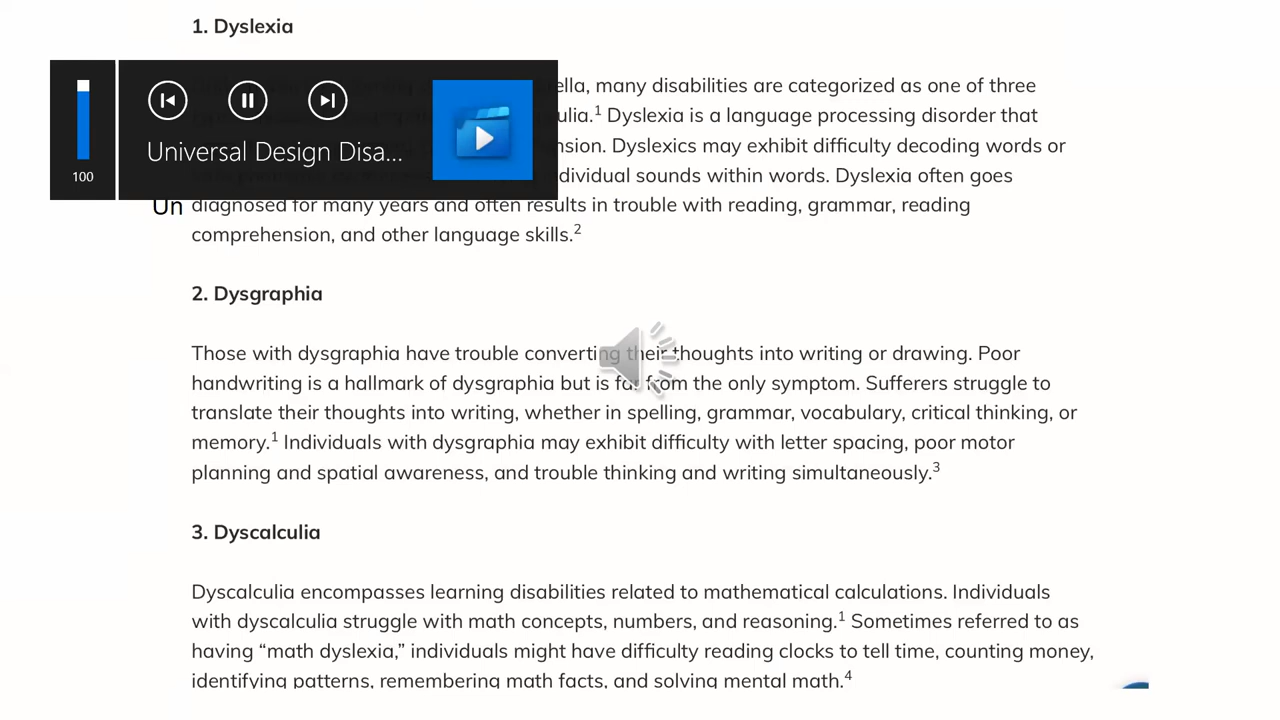 1. Dyslexia
many disabilities are categorized as one of three
Dyslexia is a language processing disorder that
Dyslexics may exhibit difficulty decoding words or
individual sounds within words. Dyslexia often goes
Universal Design Disa...
100
Un
diagnosed for many years and often results in trouble with reading, grammar, reading
comprehension, and other language skills.2
2. Dysgraphia
Those with dysgraphia have trouble converting their thoughts into writing or drawing. Poor
handwriting is a hallmark of dysgraphia but is far from the only symptom. Sufferers struggle to
translate their thoughts into writing, whether in spelling, grammar, vocabulary, critical thinking, or
memory.1 Individuals with dysgraphia may exhibit difficulty with letter spacing, poor motor
planning and spatial awareness, and trouble thinking and writing simultaneously.3
3. Dyscalculia
Dyscalculia encompasses learning disabilities related to mathematical calculations. Individuals
with dyscalculia struggle with math concepts, numbers, and reasoning.1 Sometimes referred to as
having “math dyslexia,” individuals might have difficulty reading clocks to tell time, counting money,
identifying patterns, remembering math facts, and solving mental math.4